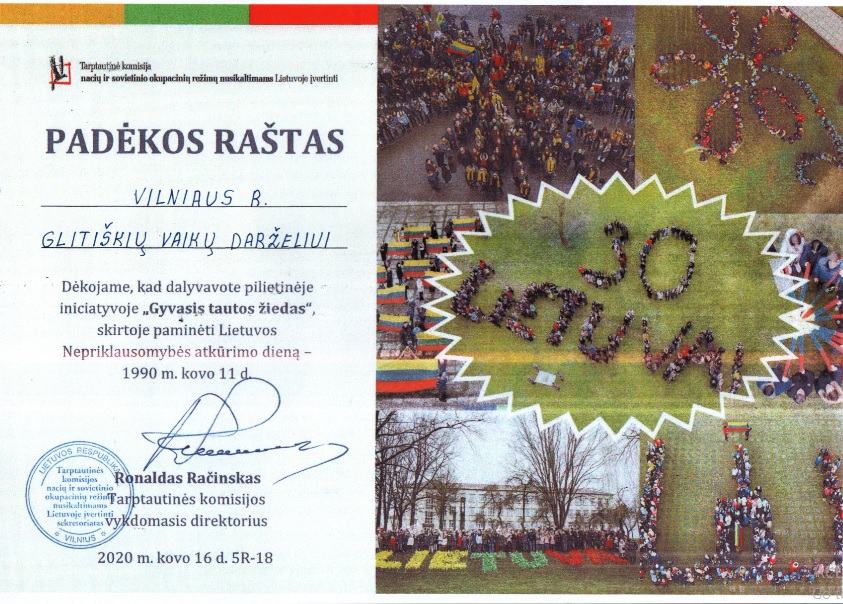 Tarptautinė komisija
nacių ir sovietinio okupacinių režimų nusikaltimams Lietuvoje įvertinti
PADĖKOS RAŠTAS
VILNIAUS R.
GLITIŠKIŲ VAIKŲ DARŽELIUI
Dėkojame, kad dalyvavote pilietinėje
iniciatyvoje „Gyvasis tautos žiedas“,
skirtoje paminėti Lietuvos
Nepriklausomybės atkūrimo dieną –
1990 m. kovo 11 d.
LIETUVOS RESPUBLIKA
Tarptautinės
komisijos
nacių ir sovietinio
okupacinių režimų
nusikaltimams
Lietuvoje įvertinti
sekretoriatas
VILNIUS
Ronaldas Račinskas
Tarptautinės komisijos
vykdomasis direktorius
2020 m. kovo 16 d. 5R-18
30
LIETUVAI
LIETUVA